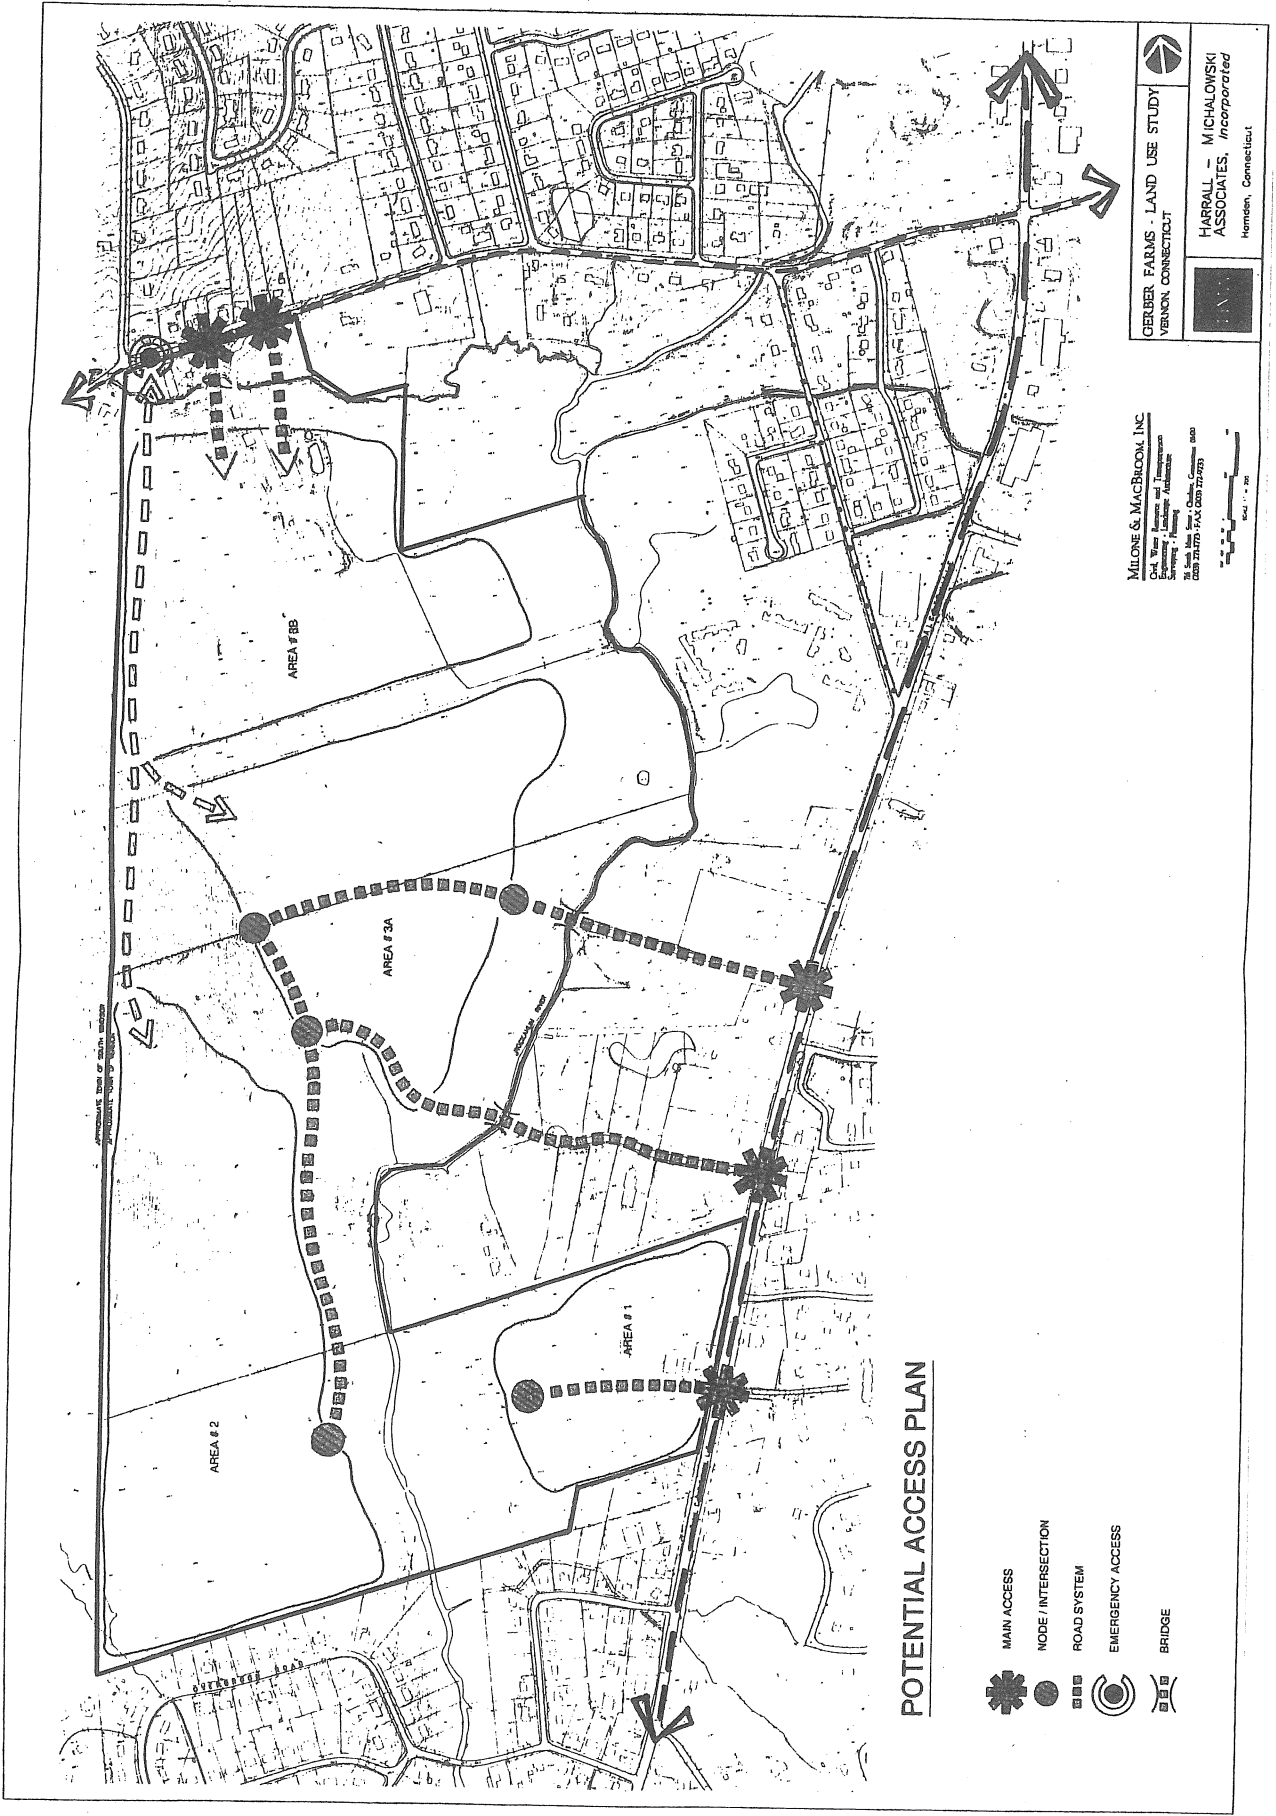 POTENTIAL ACCESS PLAN
MAIN ACCESS
NODE / INTERSECTION
ROAD SYSTEM
EMERGENCY ACCESS
BRIDGE
AREA # 2
AREA # 1
AREA # 3A
AREA # 3B
RIVER
MILONE & MACBROOM, INC.
GERBER FARMS - LAND USE STUDY
VERNON, CONNECTICUT
HARRALL - MICHALOWSKI
ASSOCIATES, Incorporated
Hamden, Connecticut